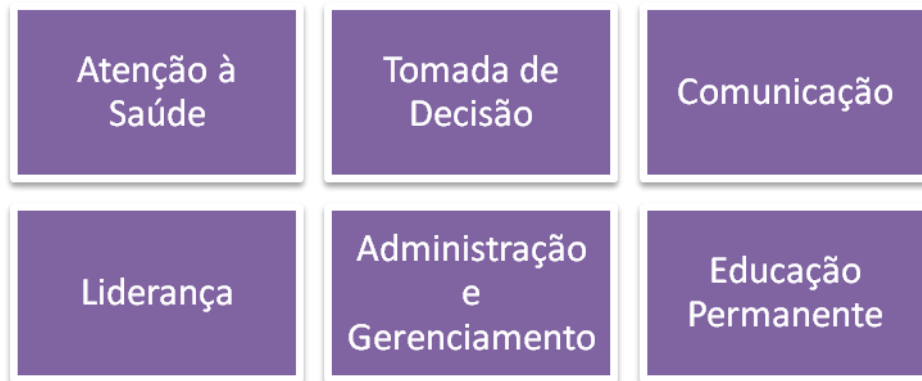 Atenção à
Saúde
Tomada de
Decisão
Comunicação
Liderança
Administração
e
Gerenciamento
Educação
Permanente